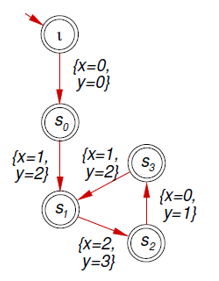 ι
{x=0,
y=0}
s0
{x=1,
y=2}
{x=1,
y=2}
s3
s1
{x=0,
y=1}
{x=2,
y=3}
s2